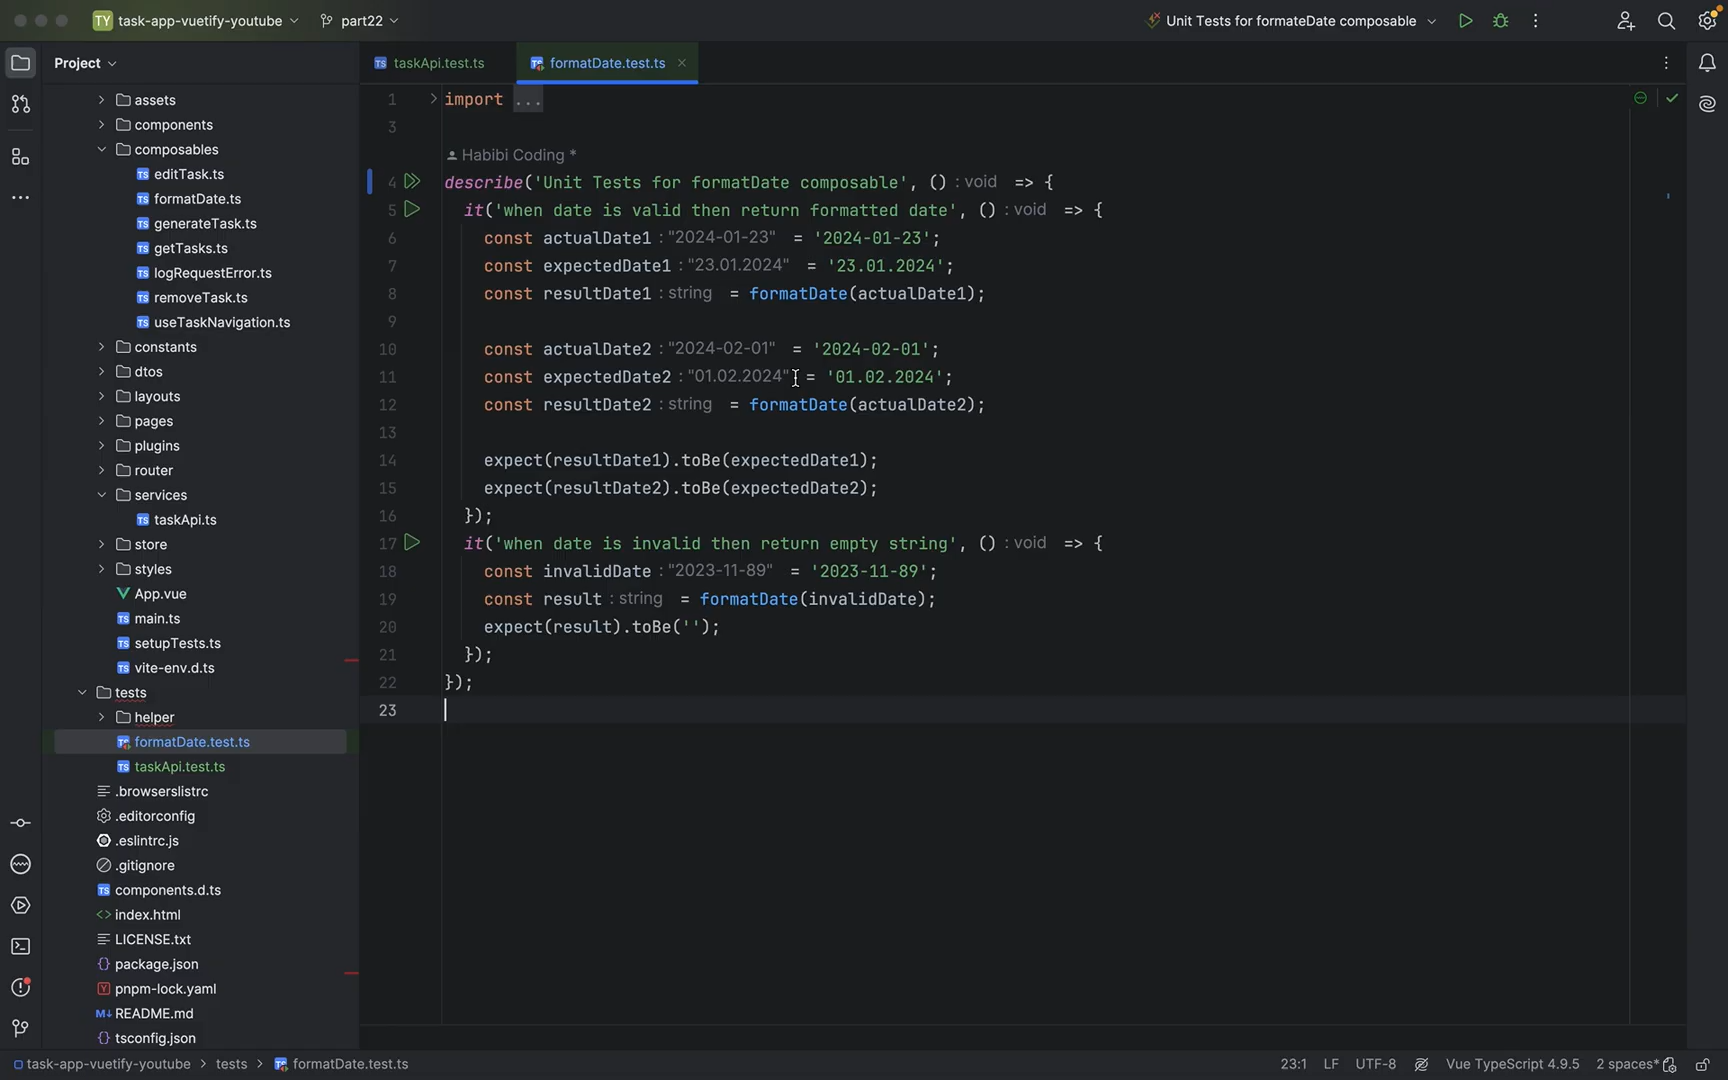 TY task-app-vuetify-youtube part22 Unit Tests for formateDate composable
Project
assets
components
composables
editTask.ts
formatDate.ts
generateTask.ts
getTasks.ts
logRequestError.ts
removeTask.ts
useTaskNavigation.ts
constants
dtos
layouts
pages
plugins
router
services
taskApi.ts
store
styles
App.vue
main.ts
setupTests.ts
vite-env.d.ts
tests
helper
formatDate.test.ts
taskApi.test.ts
.browserslistrc
.editorconfig
.eslintrc.js
.gitignore
components.d.ts
index.html
LICENSE.txt
package.json
pnpm-lock.yaml
README.md
tsconfig.json
taskApi.test.ts formatDate.test.ts
1 import ...
3
Habibi Coding *
4 describe('Unit Tests for formatDate composable', () : void => {
5 it('when date is valid then return formatted date', () : void => {
6 const actualDate1 : "2024-01-23" = '2024-01-23';
7 const expectedDate1 : "23.01.2024" = '23.01.2024';
8 const resultDate1 : string = formatDate(actualDate1);
9
10 const actualDate2 : "2024-02-01" = '2024-02-01';
11 const expectedDate2 : "01.02.2024" = '01.02.2024';
12 const resultDate2 : string = formatDate(actualDate2);
13
14 expect(resultDate1).toBe(expectedDate1);
15 expect(resultDate2).toBe(expectedDate2);
16 });
17 it('when date is invalid then return empty string', () : void => {
18 const invalidDate : "2023-11-89" = '2023-11-89';
19 const result : string = formatDate(invalidDate);
20 expect(result).toBe('');
21 });
22 });
23
task-app-vuetify-youtube > tests > formatDate.test.ts 23:1 LF UTF-8 Vue TypeScript 4.9.5 2 spaces*